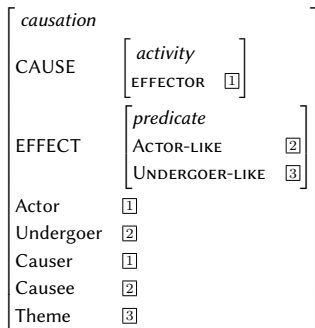 causation
CAUSE
activity
EFFECTOR 1
EFFECT
predicate
ACTOR-LIKE 2
UNDERGOER-LIKE 3
Actor 1
Undergoer 2
Causer 1
Causee 2
Theme 3